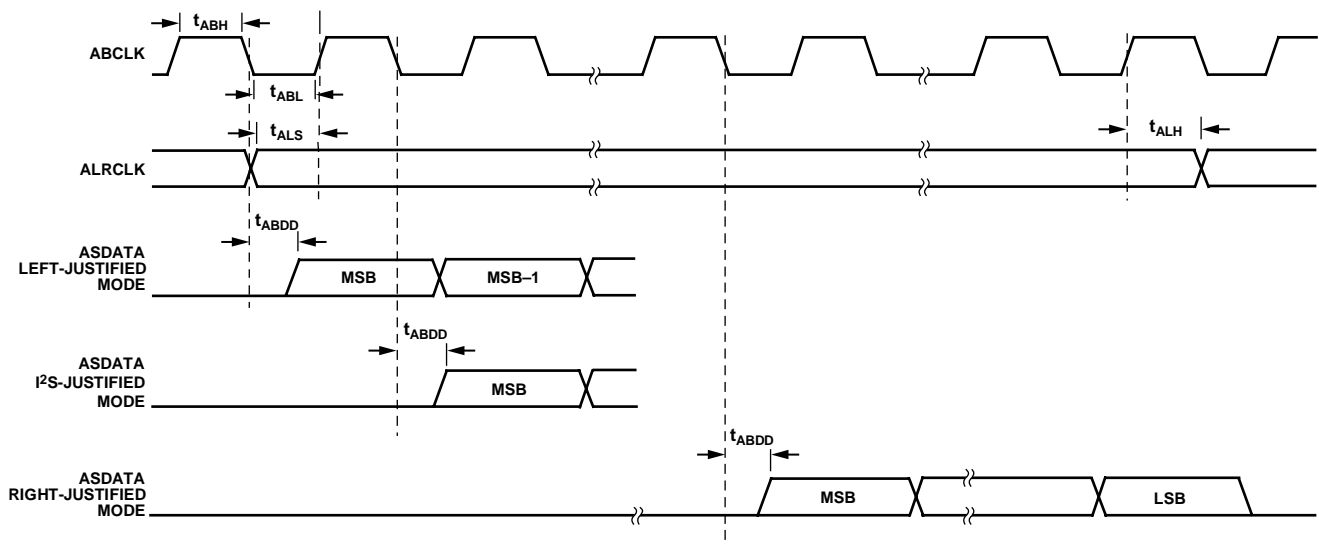 tABH
ABCLK
tABL
tALS
tALH
ALRCLK
tABDD
ASDATA
LEFT-JUSTIFIED
MODE
MSB
MSB–1
tABDD
ASDATA
I²S-JUSTIFIED
MODE
MSB
tABDD
ASDATA
RIGHT-JUSTIFIED
MODE
MSB
LSB